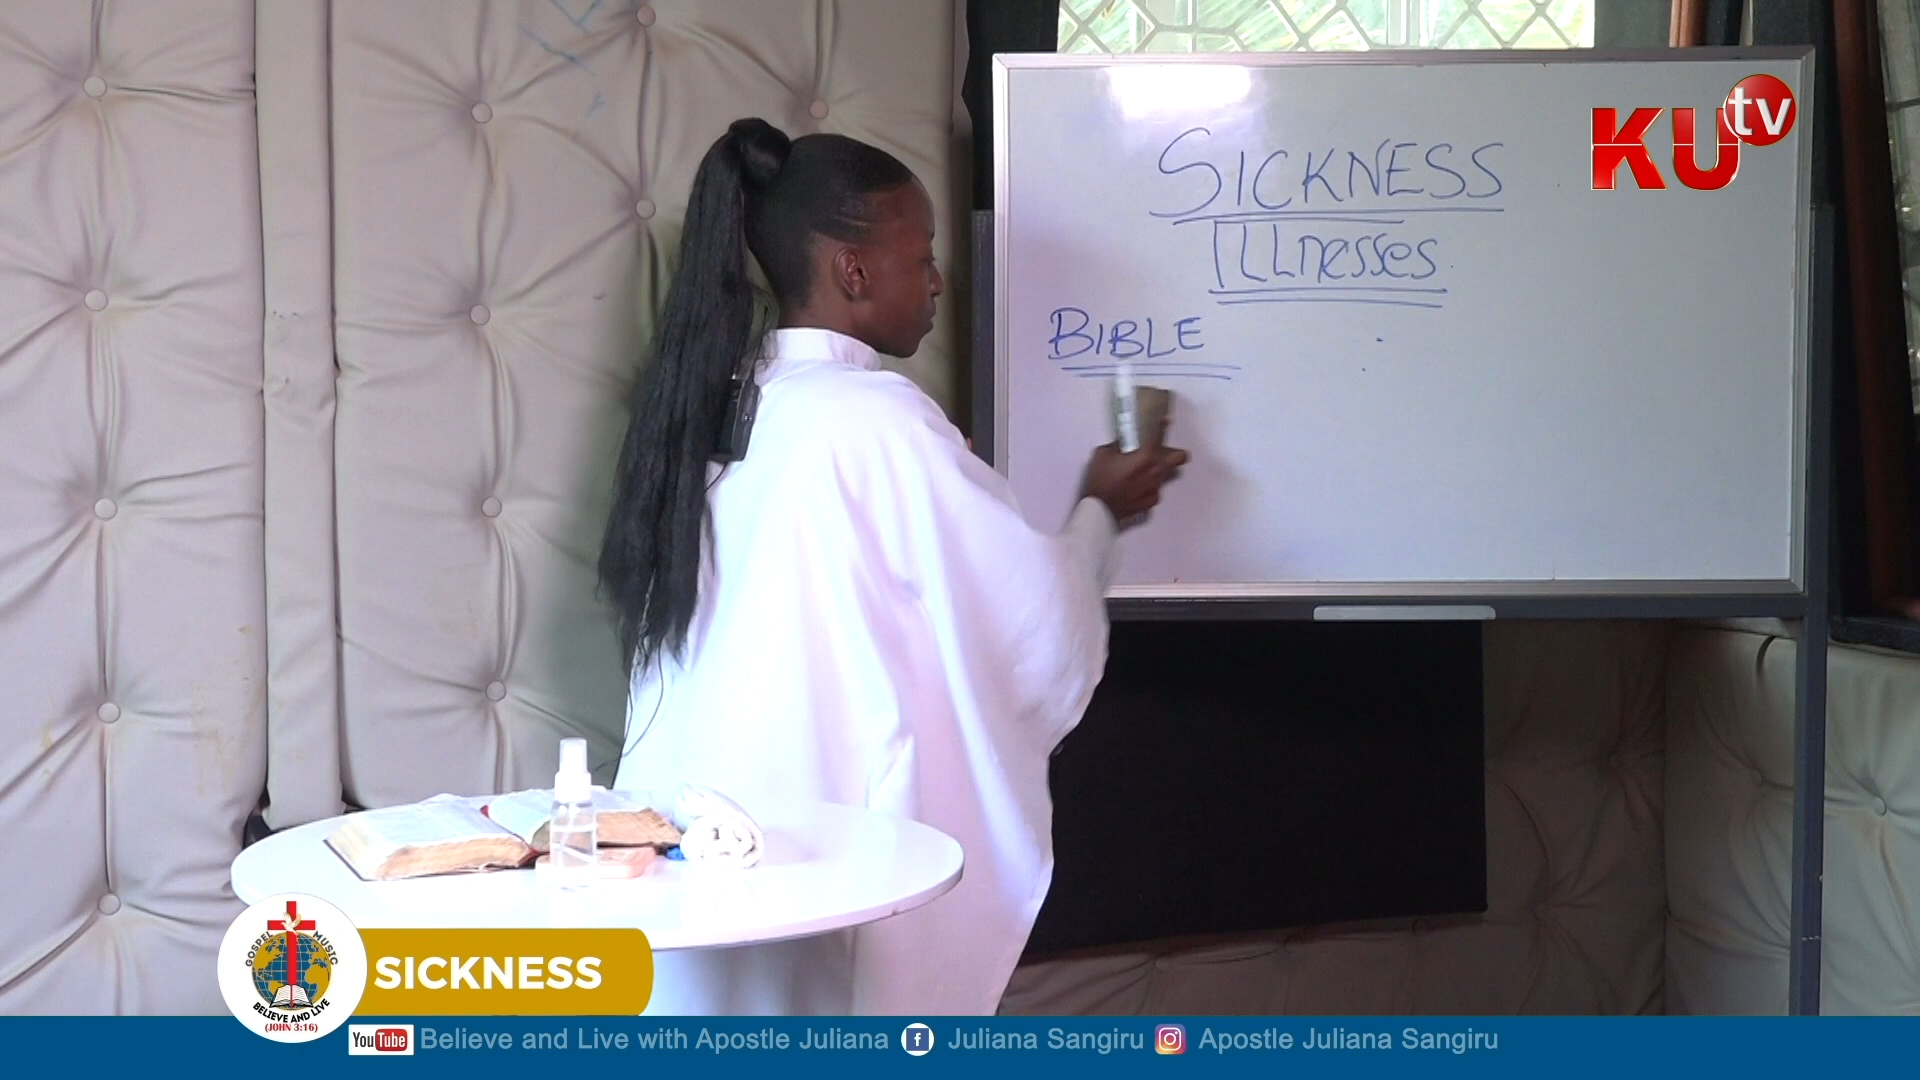 KU tv
SICKNESS
ILLnesses
BIBLE
GOSPEL MUSIC
BELIEVE AND LIVE
(JOHN 3:16)
SICKNESS
YouTube Believe and Live with Apostle Juliana f Juliana Sangiru Apostle Juliana Sangiru